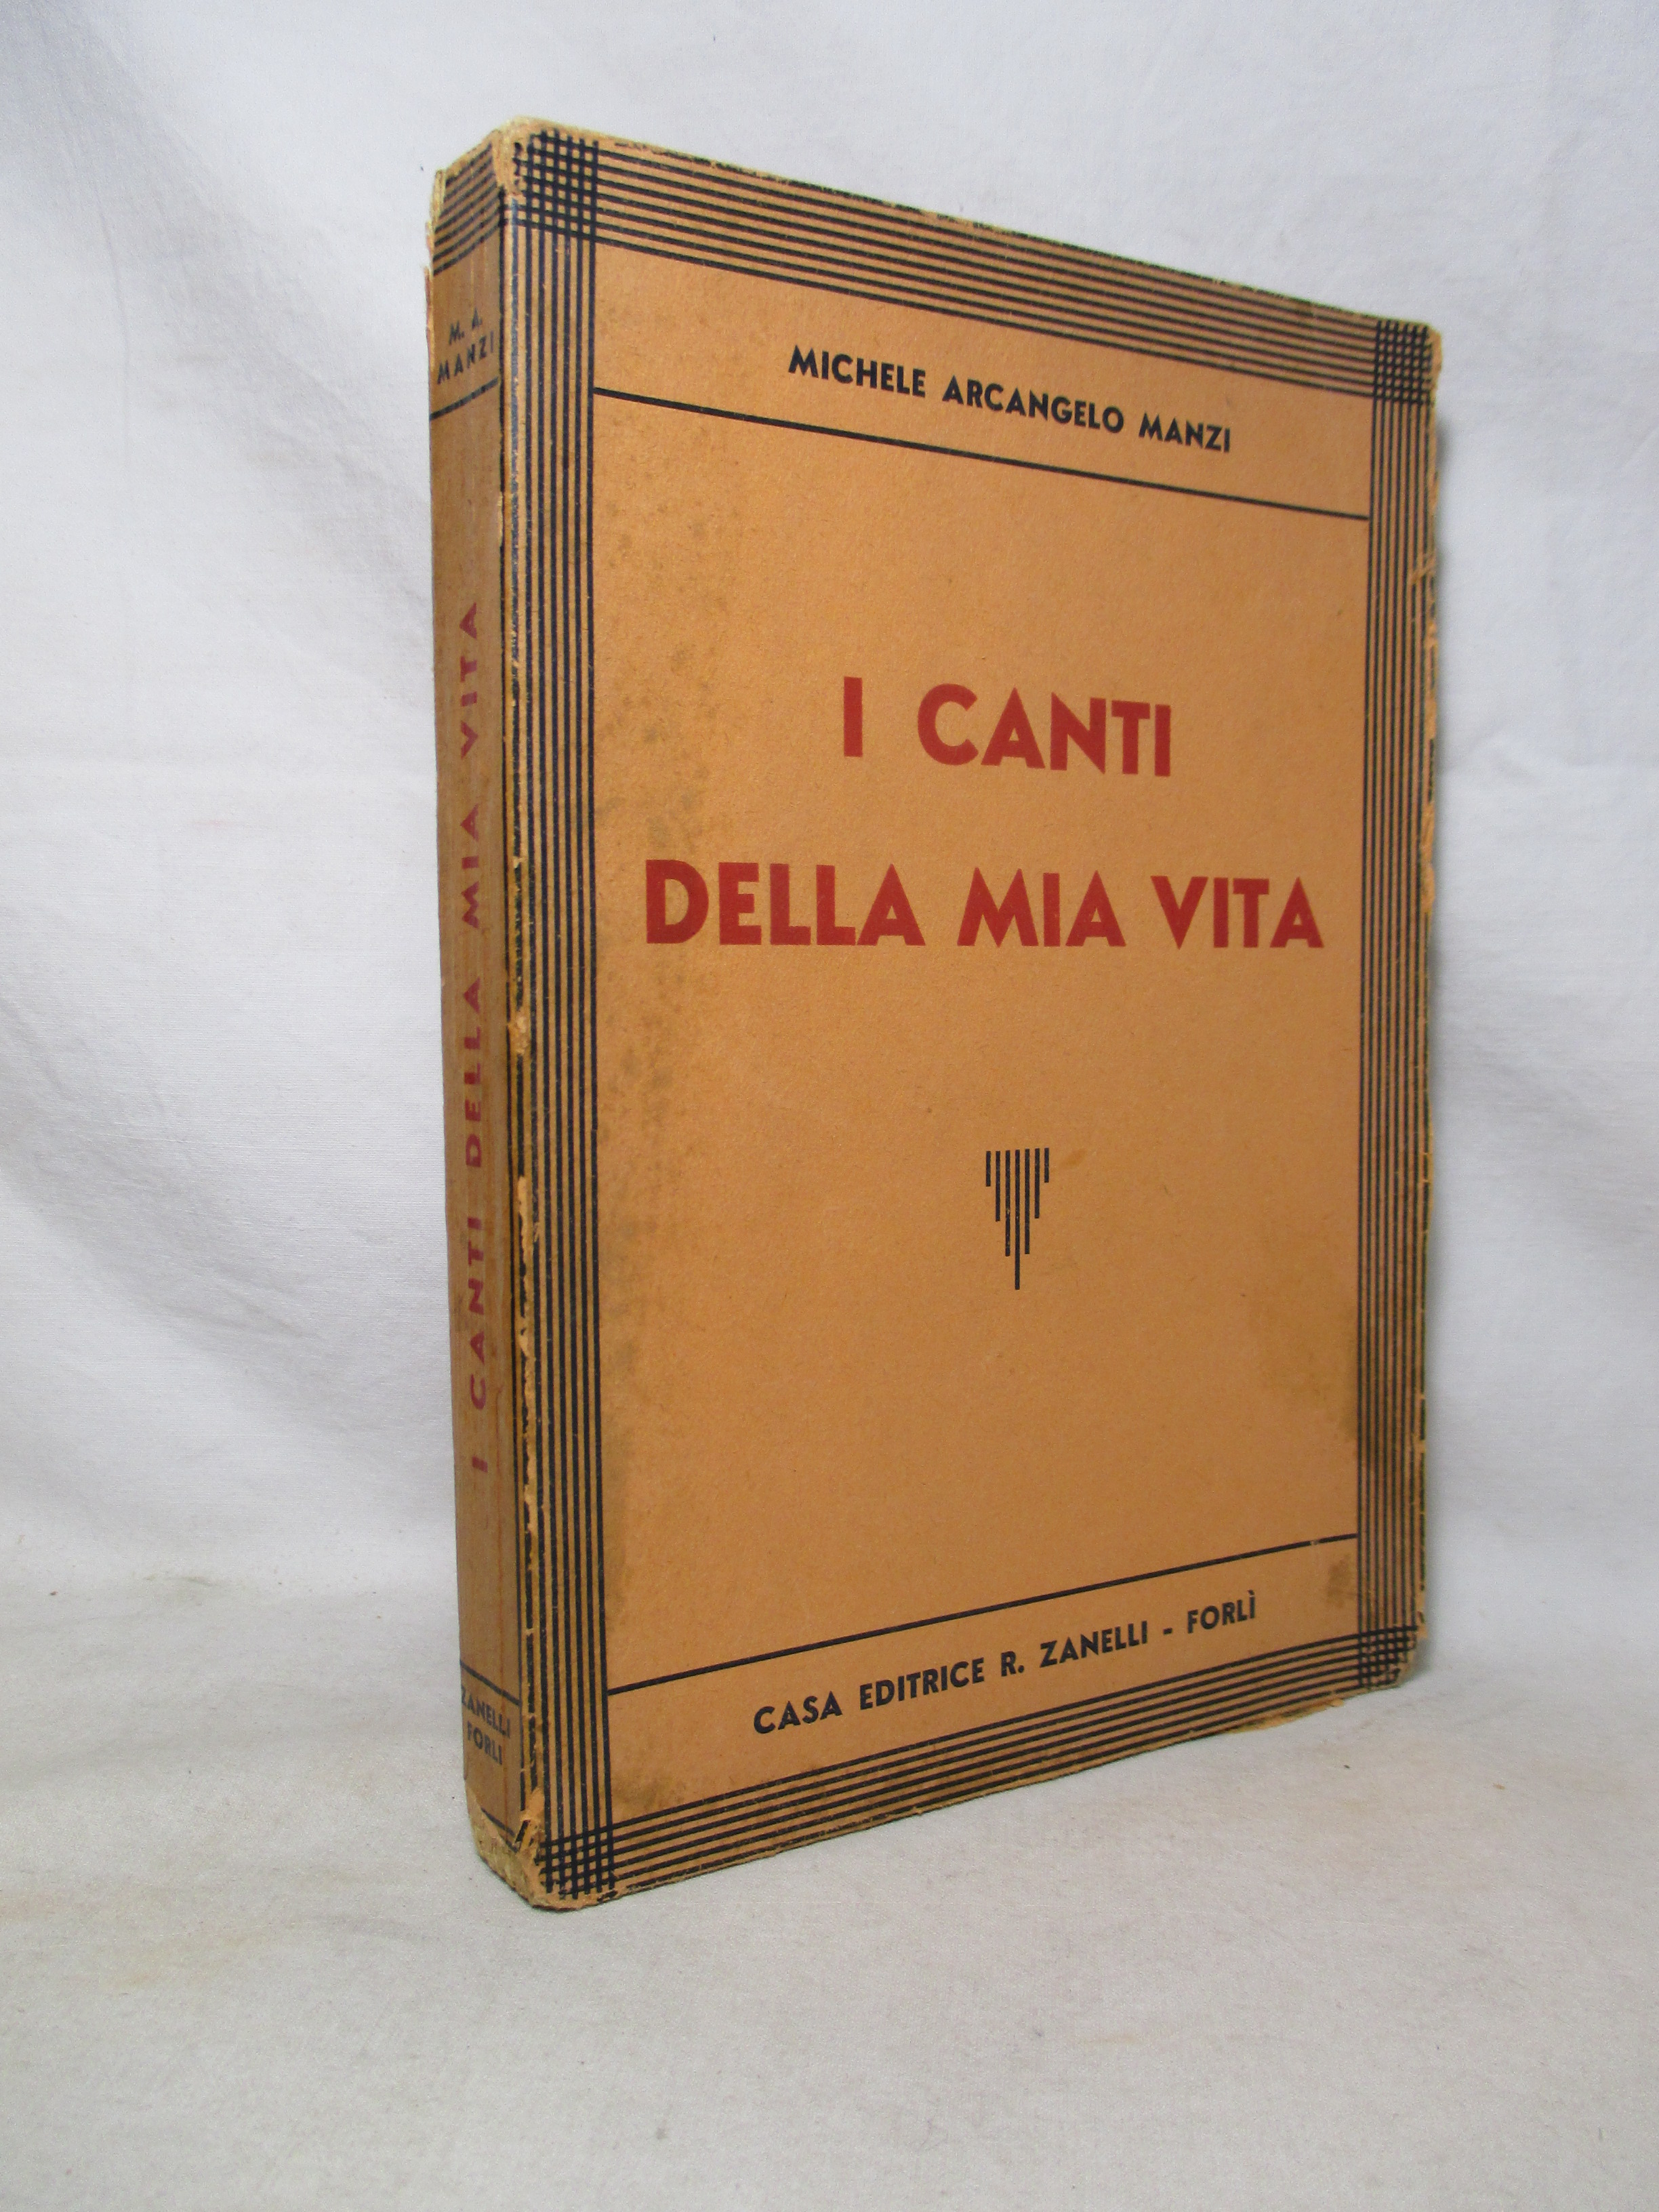 M. A.
MANZI
I CANTI DELLA MIA VITA
ZANELLI
FORLÌ
MICHELE ARCANGELO MANZI
I CANTI
DELLA MIA VITA
CASA EDITRICE R. ZANELLI - FORLÌ